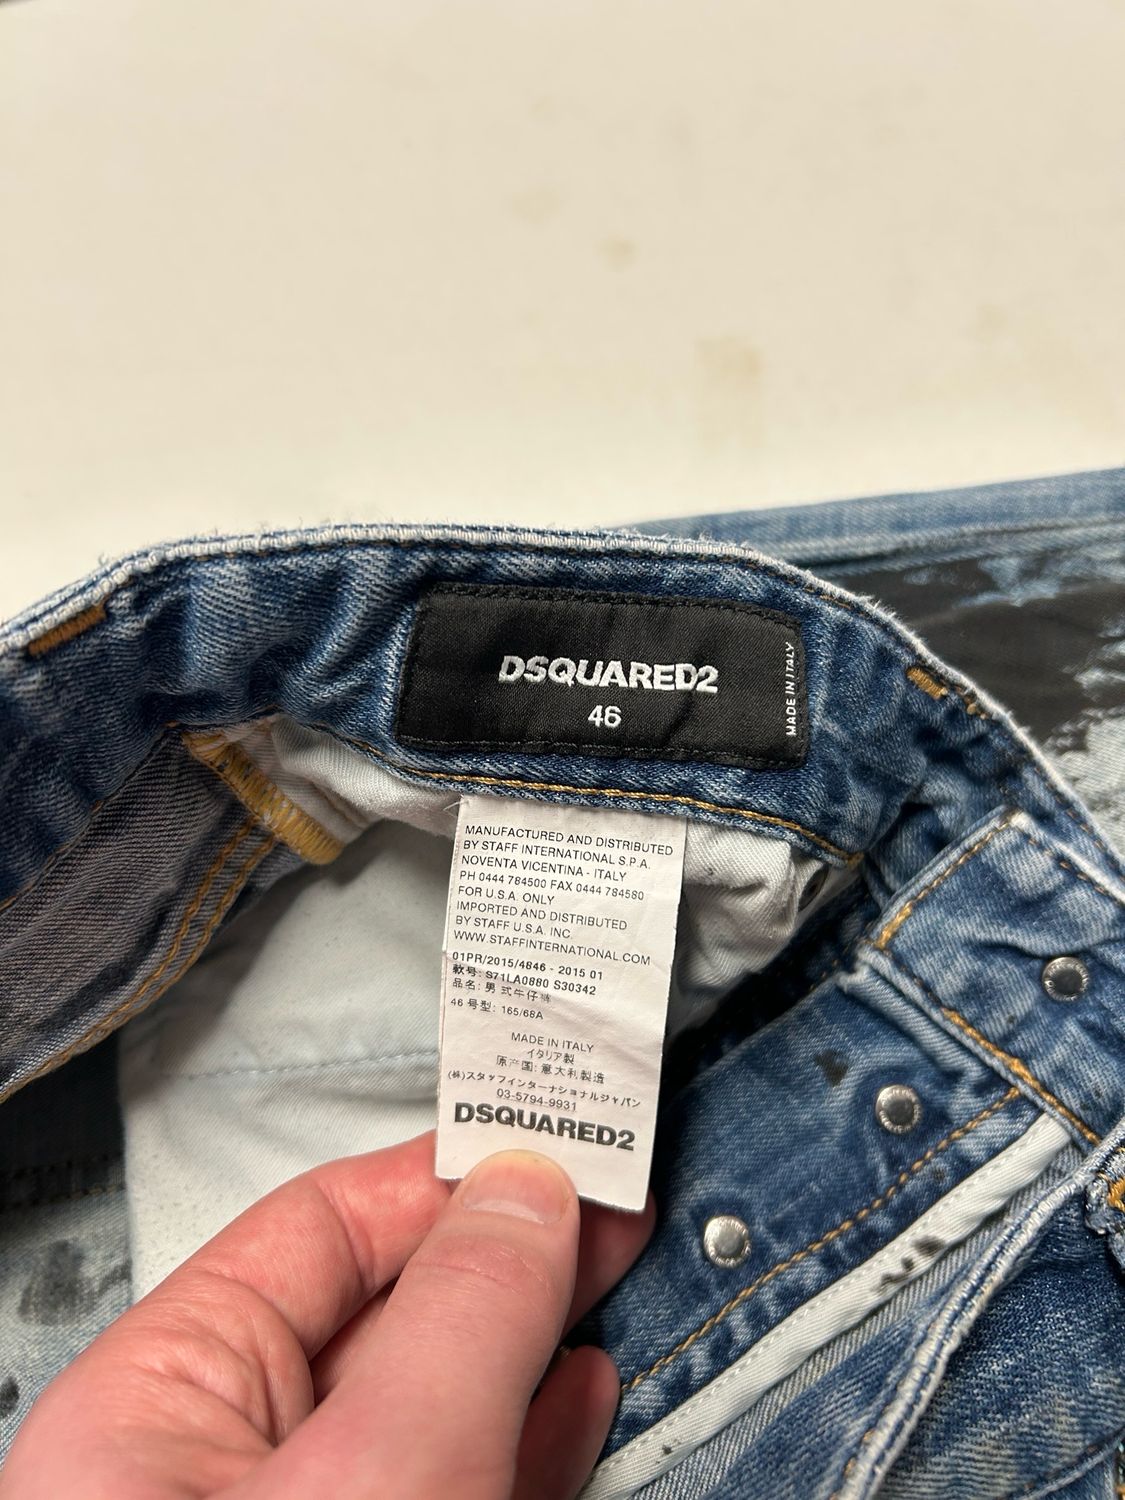 DSQUARED2
46
MADE IN ITALY
MANUFACTURED AND DISTRIBUTED
BY STAFF INTERNATIONAL S.P.A.
NOVENTA VICENTINA - ITALY
PH 0444 784500 FAX 0444 784580
FOR U.S.A. ONLY
IMPORTED AND DISTRIBUTED
BY STAFF U.S.A. INC.
WWW.STAFFINTERNATIONAL.COM
01PR/2015/4846 - 2015 01
款号: S71LA0880 S30342
品名: 男式牛仔裤
46 号型: 165/68A
MADE IN ITALY
イタリア製
原产国: 意大利製造
(株)スタッフインターナショナルジャパン
03-5794-9931
DSQUARED2